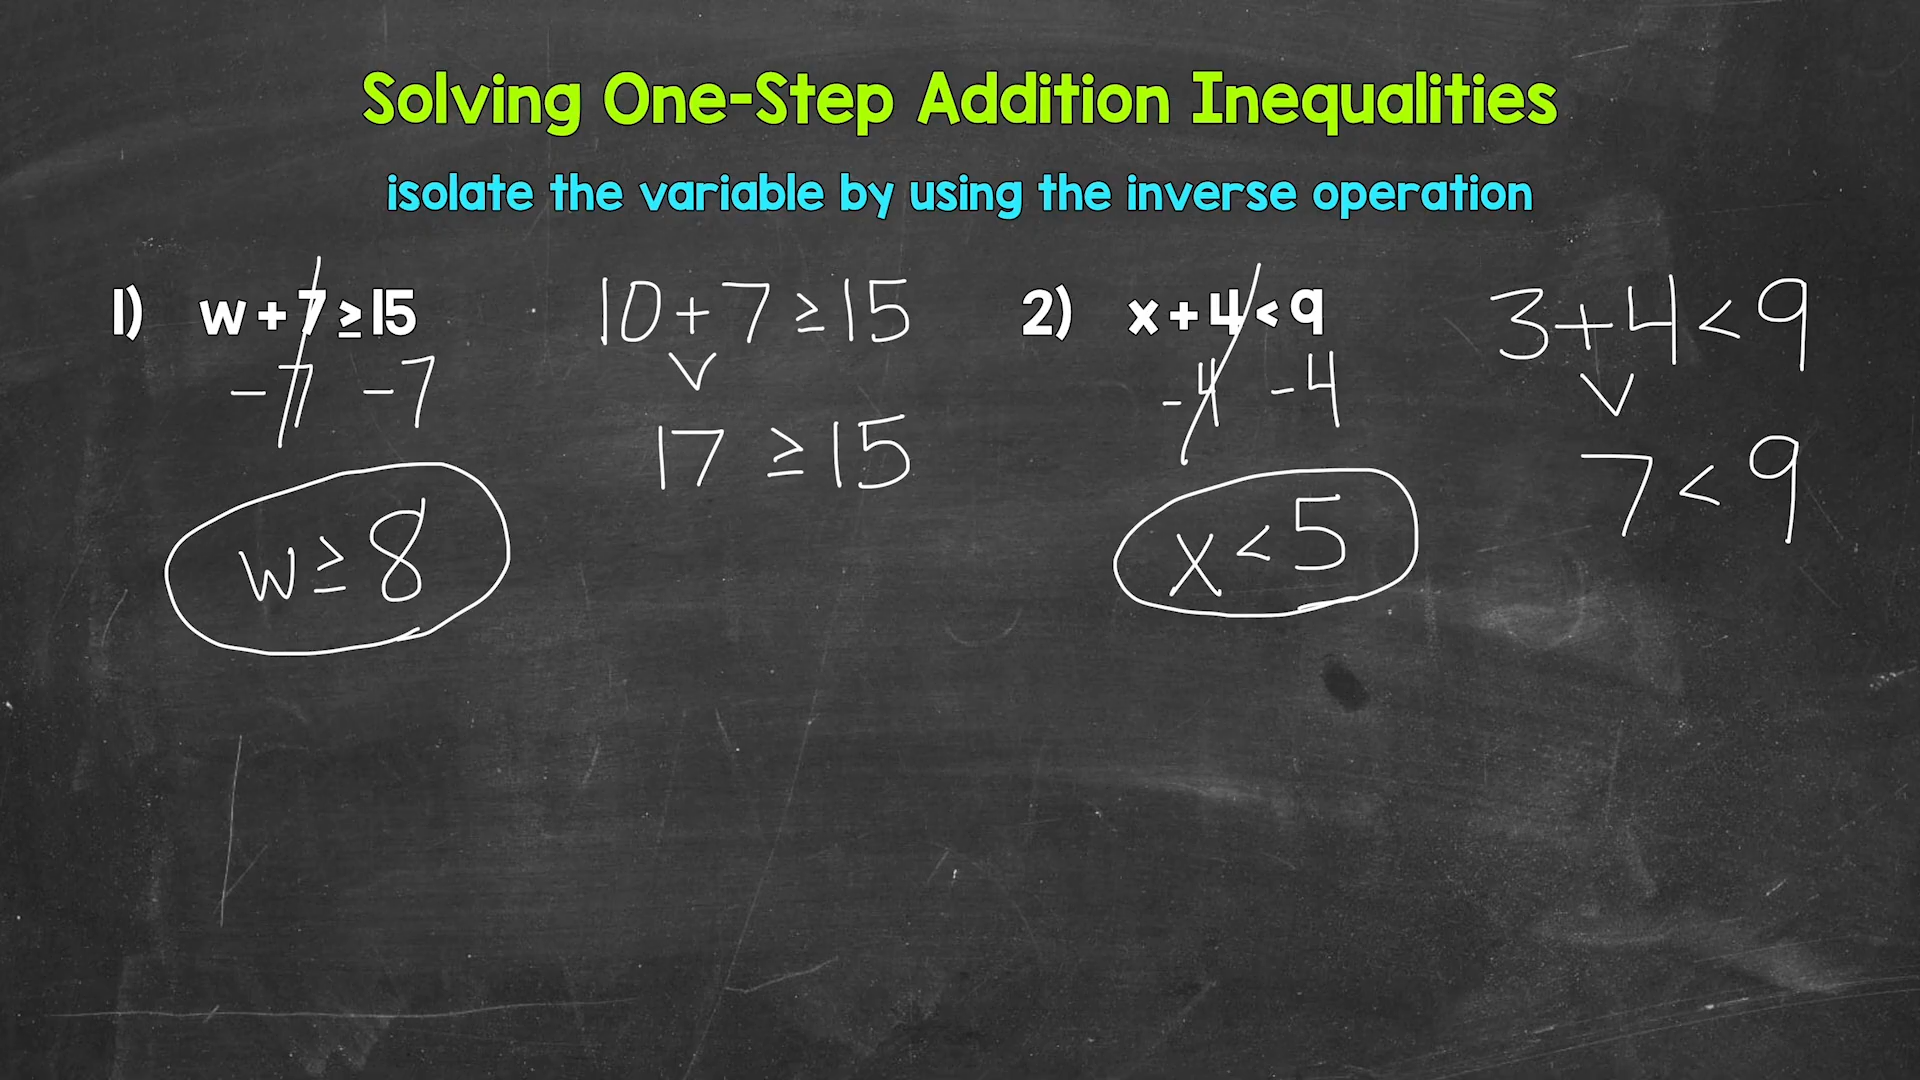 Solving One-Step Addition Inequalities
isolate the variable by using the inverse operation
1) w + 7 ≥ 15
-7 -7
w ≥ 8
10 + 7 ≥ 15
17 ≥ 15
2) x + 4 < 9
-4 -4
x < 5
3 + 4 < 9
7 < 9